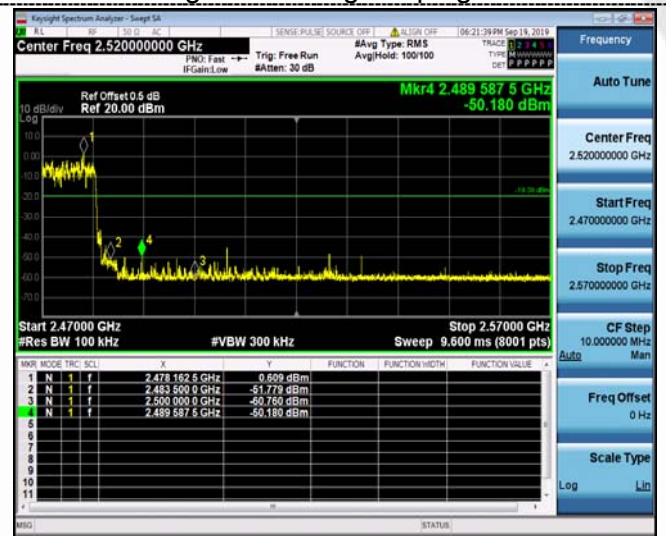 Keysight Spectrum Analyzer - Swept SA
RL RF 50 Ω AC SENSE:PULSE SOURCE OFF ALIGN OFF 06:21:39 PM Sep 19, 2019
Center Freq 2.520000000 GHz
PNO: Fast
IFGain:Low
Trig: Free Run
#Atten: 30 dB
#Avg Type: RMS
Avg|Hold: 100/100
TRACE 1 2 3 4 5 6
TYPE M
DET P P P P P P
Ref Offset 0.5 dB
10 dB/div Ref 20.00 dBm
Log
Mkr4 2.489 587 5 GHz
-50.180 dBm
10.0
0.00
-10.0
-20.0
-30.0
-40.0
-50.0
-60.0
-70.0
1
2
4
3
Start 2.47000 GHz Stop 2.57000 GHz
#Res BW 100 kHz #VBW 300 kHz Sweep 9.600 ms (8001 pts)
MKR MODE TRC SCL X Y FUNCTION FUNCTION WIDTH FUNCTION VALUE
1 N 1 f 2.478 162 5 GHz 0.609 dBm
2 N 1 f 2.483 500 0 GHz -51.779 dBm
3 N 1 f 2.500 000 0 GHz -60.760 dBm
4 N 1 f 2.489 587 5 GHz -50.180 dBm
5
6
7
8
9
10
11
MSG STATUS
Frequency
Auto Tune
Center Freq
2.520000000 GHz
Start Freq
2.470000000 GHz
Stop Freq
2.570000000 GHz
CF Step
10.000000 MHz
Auto Man
Freq Offset
0 Hz
Scale Type
Log Lin